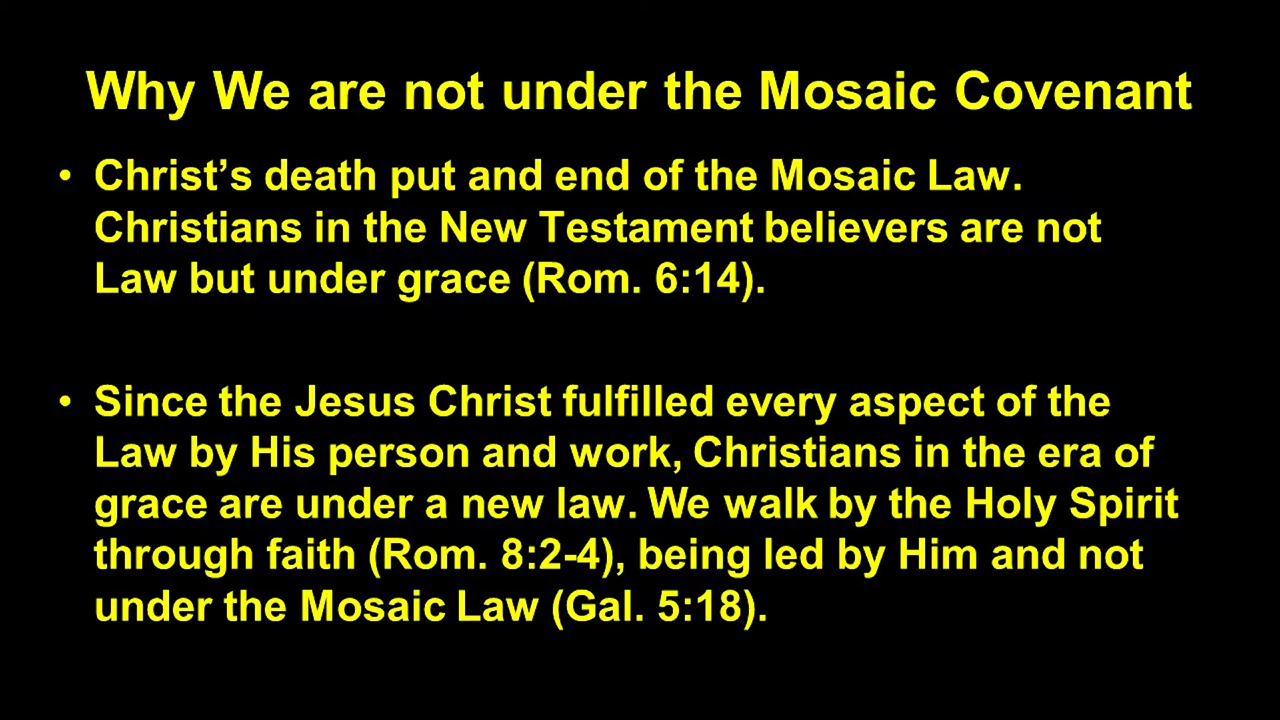 Why We are not under the Mosaic Covenant
• Christ’s death put and end of the Mosaic Law.
Christians in the New Testament believers are not
Law but under grace (Rom. 6:14).
• Since the Jesus Christ fulfilled every aspect of the
Law by His person and work, Christians in the era of
grace are under a new law. We walk by the Holy Spirit
through faith (Rom. 8:2-4), being led by Him and not
under the Mosaic Law (Gal. 5:18).